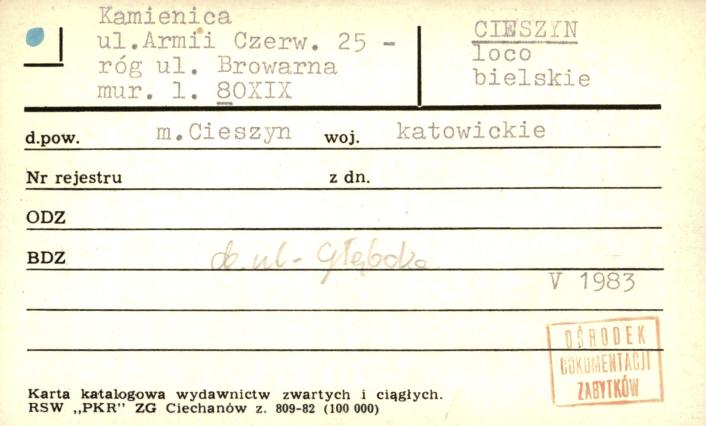 Kamienica
ul.Armii Czerw. 25 -
róg ul. Browarna
mur. l. 80XIX
CIESZYN
loco
bielskie
d.pow. m.Cieszyn woj. katowickie
Nr rejestru z dn.
ODZ
BDZ ob. ul. Głęboka
V 1983
OŚRODEK
DOKUMENTACJI
ZABYTKÓW
Karta katalogowa wydawnictw zwartych i ciągłych.
RSW „PKR” ZG Ciechanów z. 809-82 (100 000)